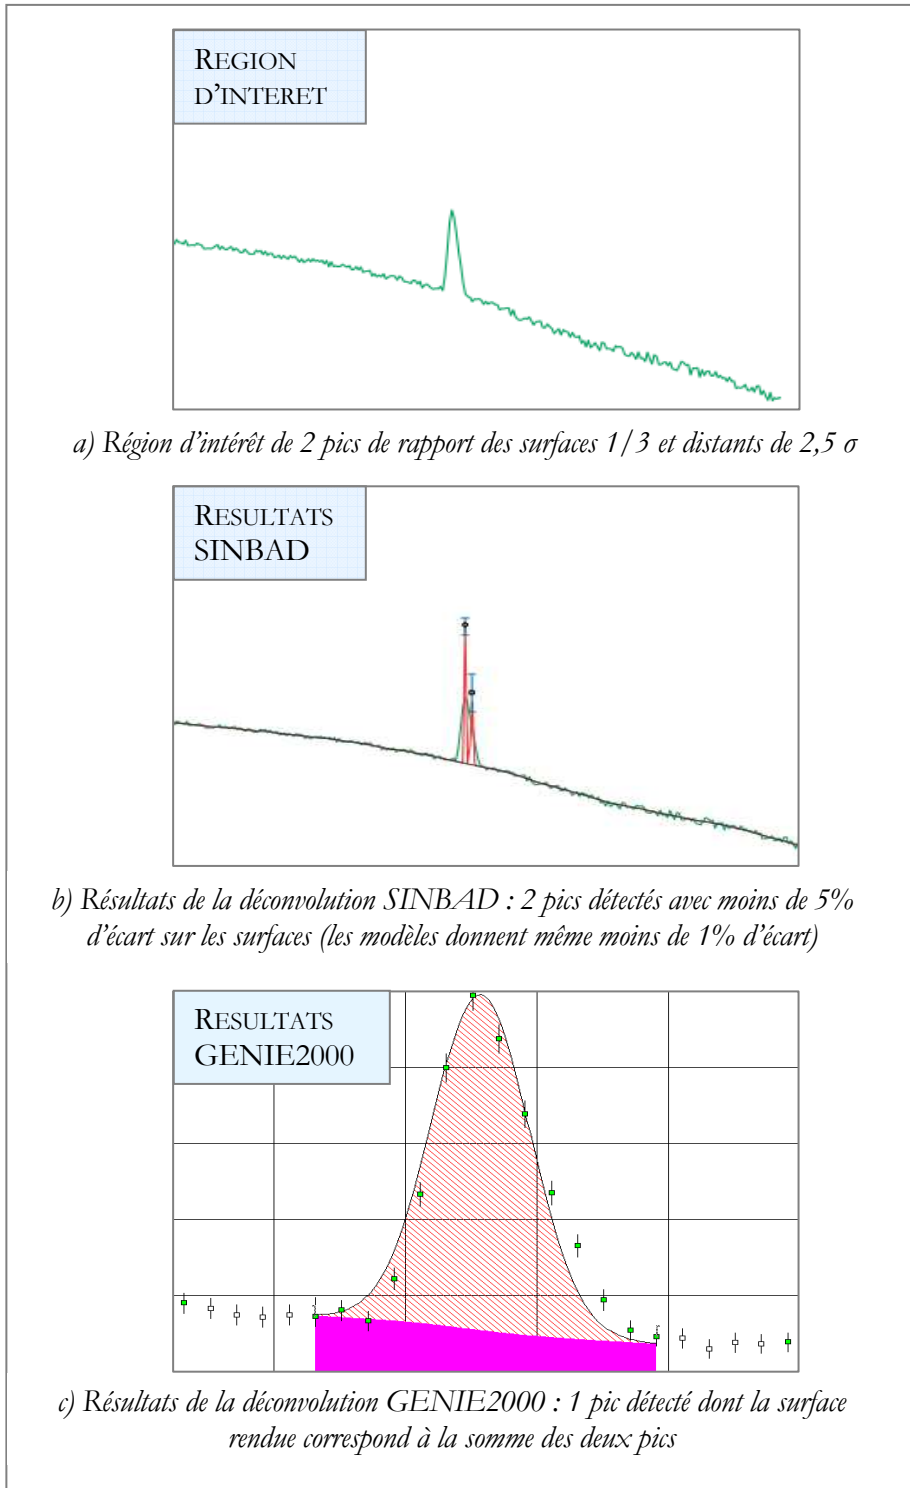 REGION
D'INTERET
a) Région d'intérêt de 2 pics de rapport des surfaces 1/3 et distants de 2,5 σ
RESULTATS
SINBAD
b) Résultats de la déconvolution SINBAD : 2 pics détectés avec moins de 5%
d'écart sur les surfaces (les modèles donnent même moins de 1% d'écart)
RESULTATS
GENIE2000
c) Résultats de la déconvolution GENIE2000 : 1 pic détecté dont la surface
rendue correspond à la somme des deux pics